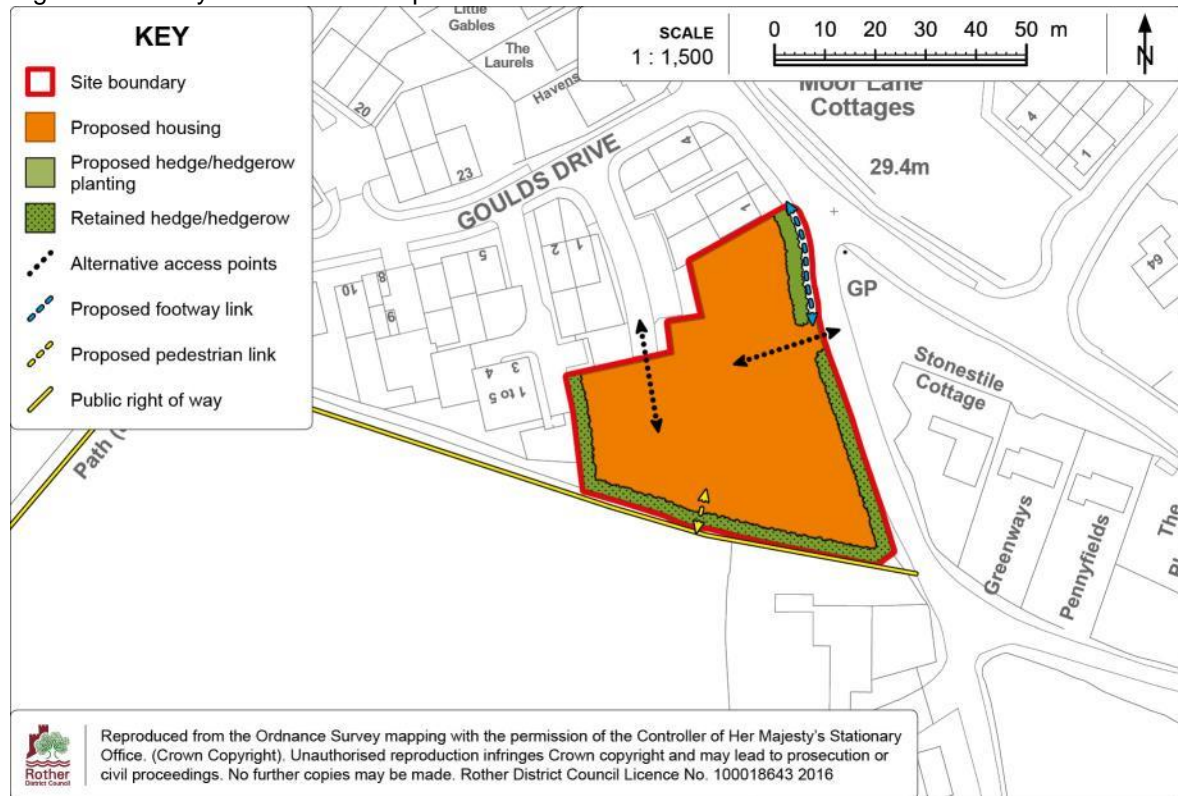 KEY
Site boundary
Proposed housing
Proposed hedge/hedgerow
planting
Retained hedge/hedgerow
Alternative access points
Proposed footway link
Proposed pedestrian link
Public right of way
SCALE
1 : 1,500
0 10 20 30 40 50 m
N
Little
Gables
The
Laurels
Havens
20
23
GOULDS DRIVE
4
1
Moor Lane
Cottages
29.4m
4
1
64
GP
5
2
1
8
9
10
3
4
1 to 5
Stonestile
Cottage
Greenways
Pennyfields
The
Path
Rother
District Council
Reproduced from the Ordnance Survey mapping with the permission of the Controller of Her Majesty's Stationary
Office. (Crown Copyright). Unauthorised reproduction infringes Crown copyright and may lead to prosecution or
civil proceedings. No further copies may be made. Rother District Council Licence No. 100018643 2016